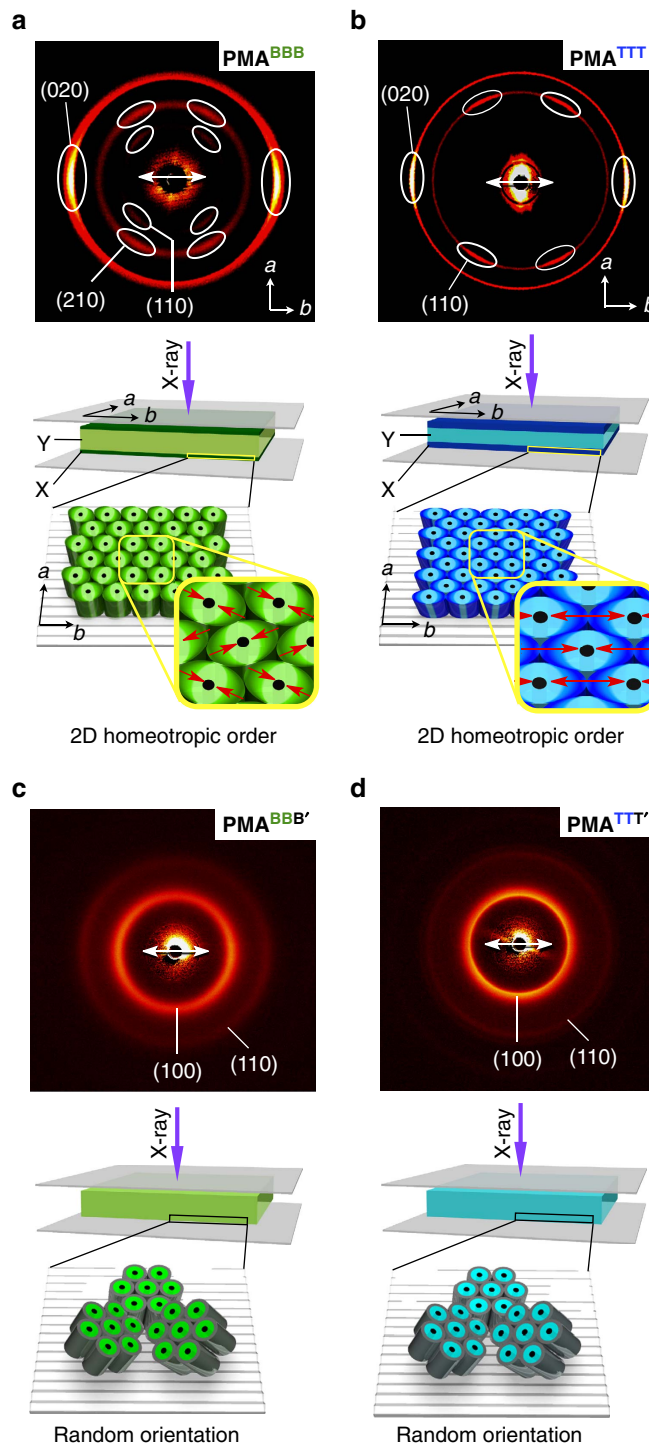 a
PMA^BBB
(020)
(210)
(110)
a
b
X-ray
a
b
Y
X
a
b
2D homeotropic order
b
PMA^TTT
(020)
(110)
a
b
X-ray
a
b
Y
X
a
b
2D homeotropic order
c
PMA^BBB′
(100)
(110)
X-ray
Random orientation
d
PMA^TTT′
(100)
(110)
X-ray
Random orientation